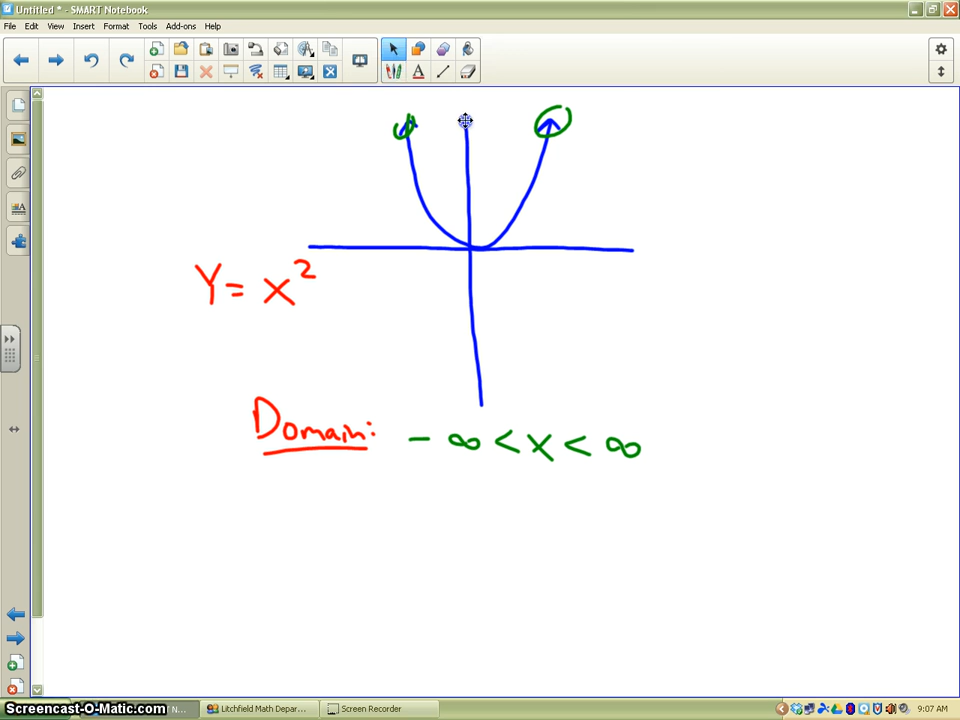 Untitled * - SMART Notebook
File Edit View Insert Format Tools Add-ons Help
Y = x²
Domain: - ∞ < x < ∞
Screencast-O-Matic.com
Litchfield Math Depar...
Screen Recorder
9:07 AM